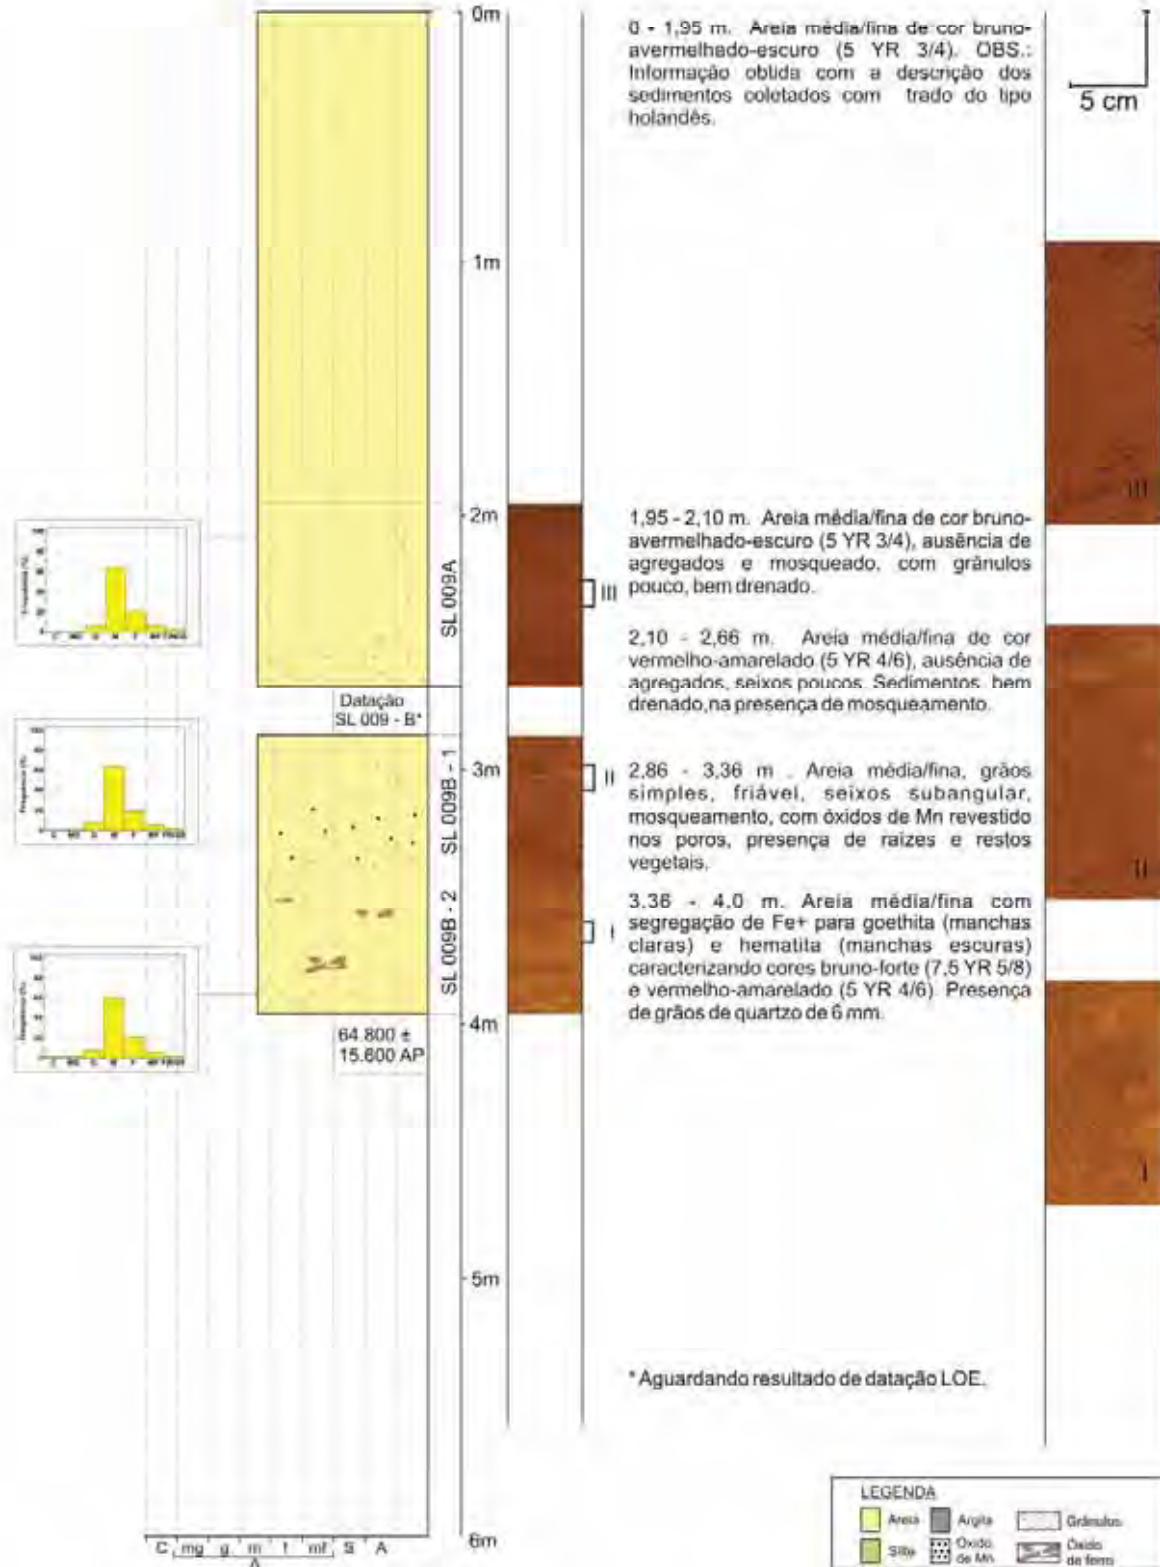 0m
0 - 1,95 m. Areia média/fina de cor bruno-
avermelhado-escuro (5 YR 3/4). OBS.:
Informação obtida com a descrição dos
sedimentos coletados com trado do tipo
holandês.
5 cm
1m
III
2m
1,95 - 2,10 m. Areia média/fina de cor bruno-
avermelhado-escuro (5 YR 3/4), ausência de
agregados e mosqueado, com grânulos
pouco, bem drenado.
SL 009A
III
2,10 - 2,66 m. Areia média/fina de cor
vermelho-amarelado (5 YR 4/6), ausência de
agregados, seixos poucos. Sedimentos bem
drenado,na presença de mosqueamento.
Datação
SL 009 - B*
3m
SL 009B - 1
II
2,86 - 3,36 m . Areia média/fina, grãos
simples, friável, seixos subangular,
mosqueamento, com óxidos de Mn revestido
nos poros, presença de raízes e restos
vegetais.
II
SL 009B - 2
I
3,36 - 4,0 m. Areia média/fina com
segregação de Fe+ para goethita (manchas
claras) e hematita (manchas escuras)
caracterizando cores bruno-forte (7,5 YR 5/8)
e vermelho-amarelado (5 YR 4/6). Presença
de grãos de quartzo de 6 mm.
4m
64.800 ±
15.600 AP
I
5m
* Aguardando resultado de datação LOE.
6m
C mg g m f mf S A
A
LEGENDA
Areia Argila Grânulos
Silte Óxido de Mn Óxido de ferro